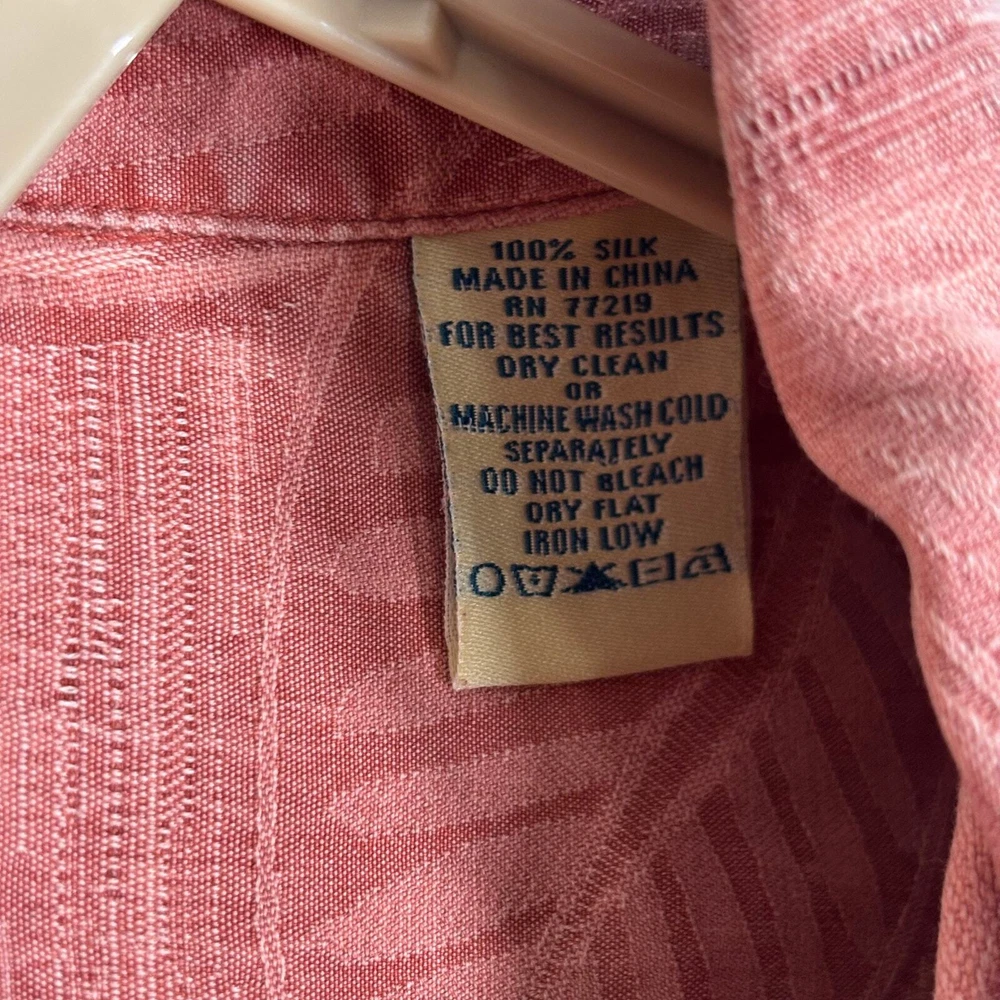 100% SILK
MADE IN CHINA
RN 77219
FOR BEST RESULTS
DRY CLEAN
OR
MACHINE WASH COLD
SEPARATELY
DO NOT BLEACH
DRY FLAT
IRON LOW